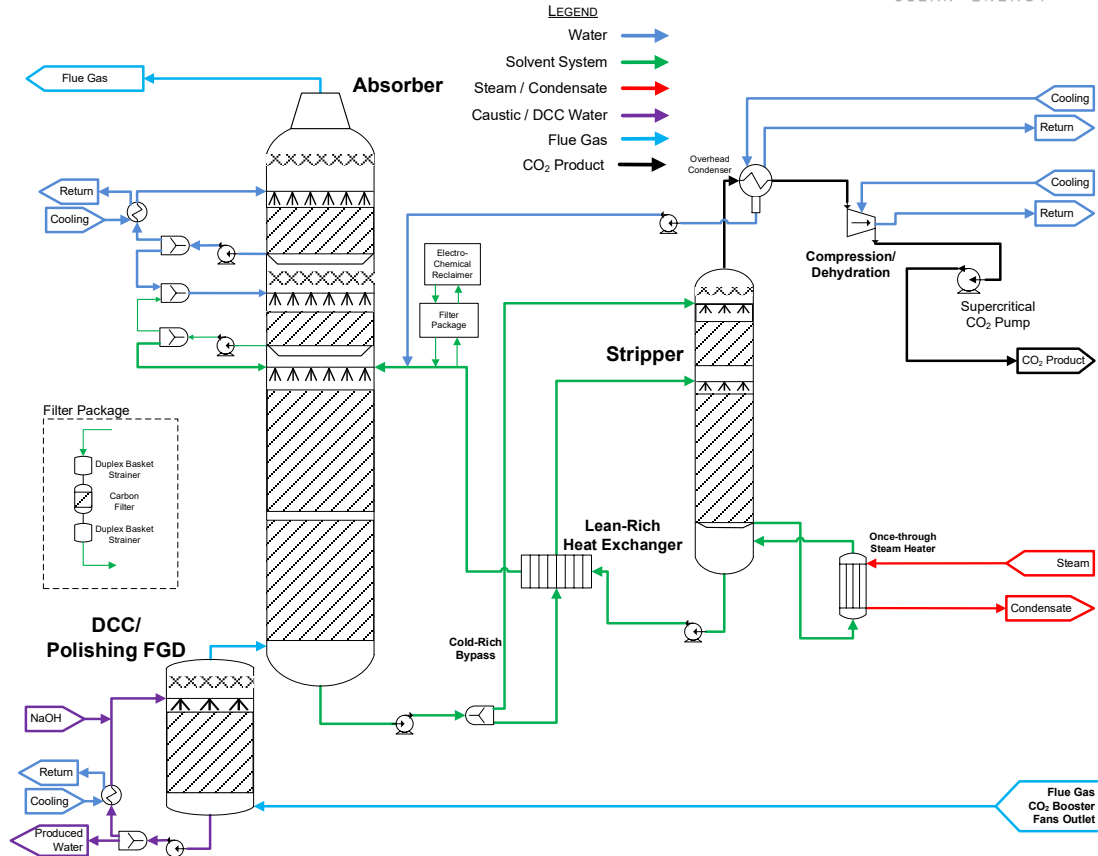 LEGEND
Water
Solvent System
Steam / Condensate
Caustic / DCC Water
Flue Gas
CO₂ Product
Flue Gas
Absorber
Cooling
Return
Overhead
Condenser
Cooling
Return
Compression/
Dehydration
Supercritical
CO₂ Pump
CO₂ Product
Return
Cooling
Electro-
Chemical
Reclaimer
Filter
Package
Stripper
Filter Package
Duplex Basket
Strainer
Carbon
Filter
Duplex Basket
Strainer
Lean-Rich
Heat Exchanger
Once-through
Steam Heater
Steam
Condensate
Cold-Rich
Bypass
DCC/
Polishing FGD
NaOH
Return
Cooling
Produced
Water
Flue Gas
CO₂ Booster
Fans Outlet